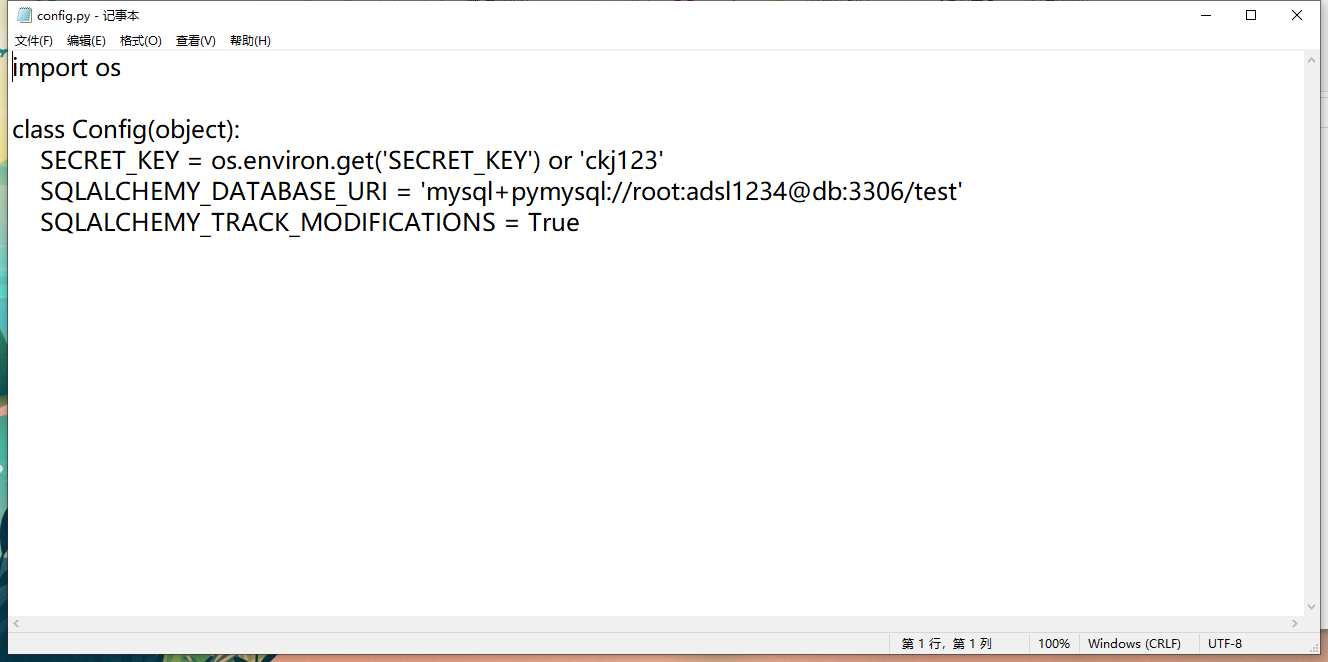 config.py - 记事本
文件(F) 编辑(E) 格式(O) 查看(V) 帮助(H)
import os
class Config(object):
    SECRET_KEY = os.environ.get('SECRET_KEY') or 'ckj123'
    SQLALCHEMY_DATABASE_URI = 'mysql+pymysql://root:adsl1234@db:3306/test'
    SQLALCHEMY_TRACK_MODIFICATIONS = True
第 1 行，第 1 列 100% Windows (CRLF) UTF-8